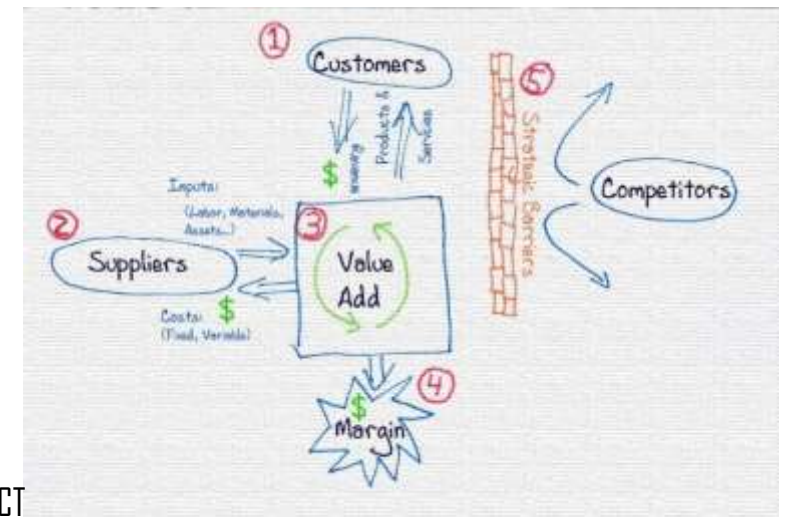 1
Customers
5
Products &
Services
$
Strategic Barriers
Competitors
Inputs:
(Labor, Materials,
Assets...)
2
3
Suppliers
Value
Add
Costs: $
(Fixed, Variable)
4
$
Margin
CT